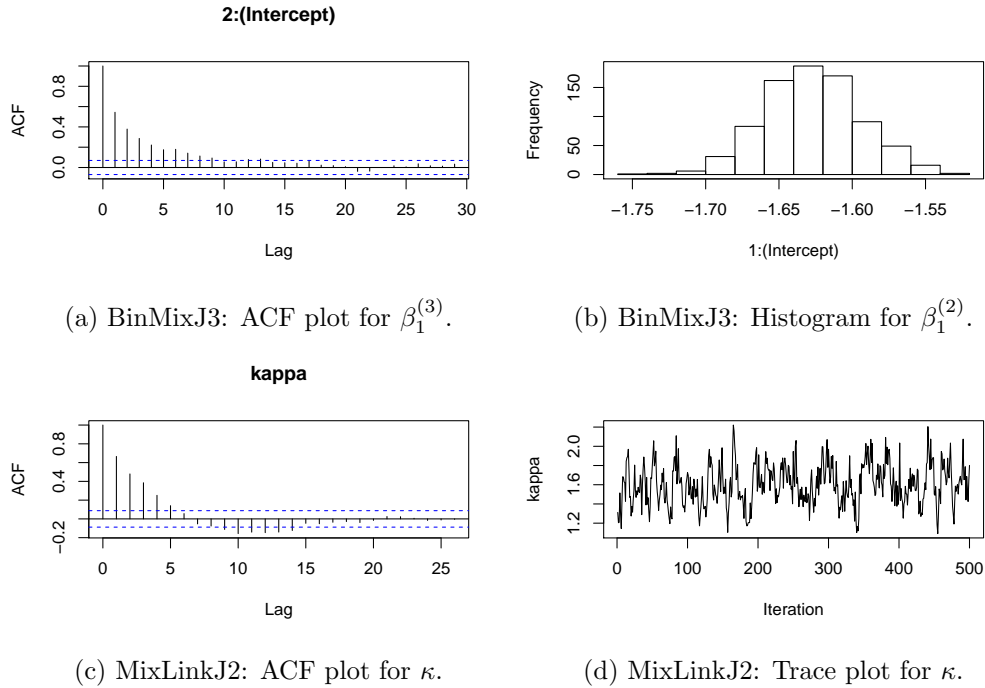 2:(Intercept)
ACF
0.0 0.4 0.8
0 5 10 15 20 25 30
Lag
(a) BinMixJ3: ACF plot for β₁⁽³⁾.
Frequency
0 50 150
−1.75 −1.70 −1.65 −1.60 −1.55
1:(Intercept)
(b) BinMixJ3: Histogram for β₁⁽²⁾.
kappa
ACF
−0.2 0.4 0.8
0 5 10 15 20 25
Lag
(c) MixLinkJ2: ACF plot for κ.
kappa
1.2 1.6 2.0
0 100 200 300 400 500
Iteration
(d) MixLinkJ2: Trace plot for κ.